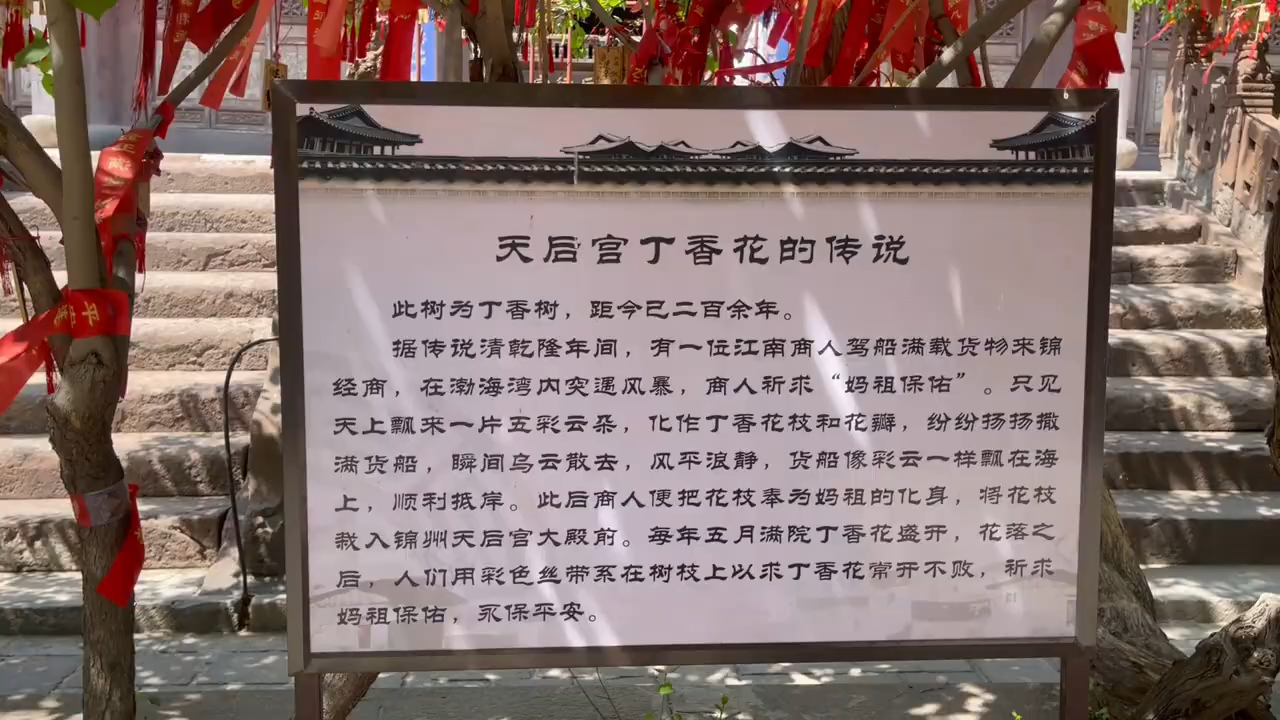 天后宫丁香花的传说
此树为丁香树，距今已二百余年。
据传说清乾隆年间，有一位江南商人驾船满载货物来锦
经商，在渤海湾内突遇风暴，商人祈求“妈祖保佑”。只见
天上飘来一片五彩云朵，化作丁香花枝和花瓣，纷纷扬扬撒
满货船，瞬间乌云散去，风平浪静，货船像彩云一样飘在海
上，顺利抵岸。此后商人便把花枝奉为妈祖的化身，将花枝
栽入锦州天后宫大殿前。每年五月满院丁香花盛开，花落之
后，人们用彩色丝带系在树枝上以求丁香花常开不败，祈求
妈祖保佑，永保平安。